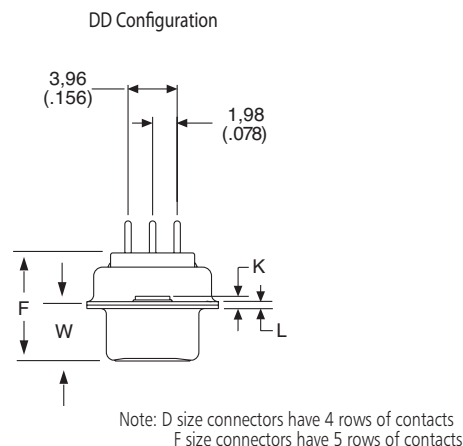 DD Configuration
3,96
(.156)
1,98
(.078)
K
F
W
L
Note: D size connectors have 4 rows of contacts
F size connectors have 5 rows of contacts